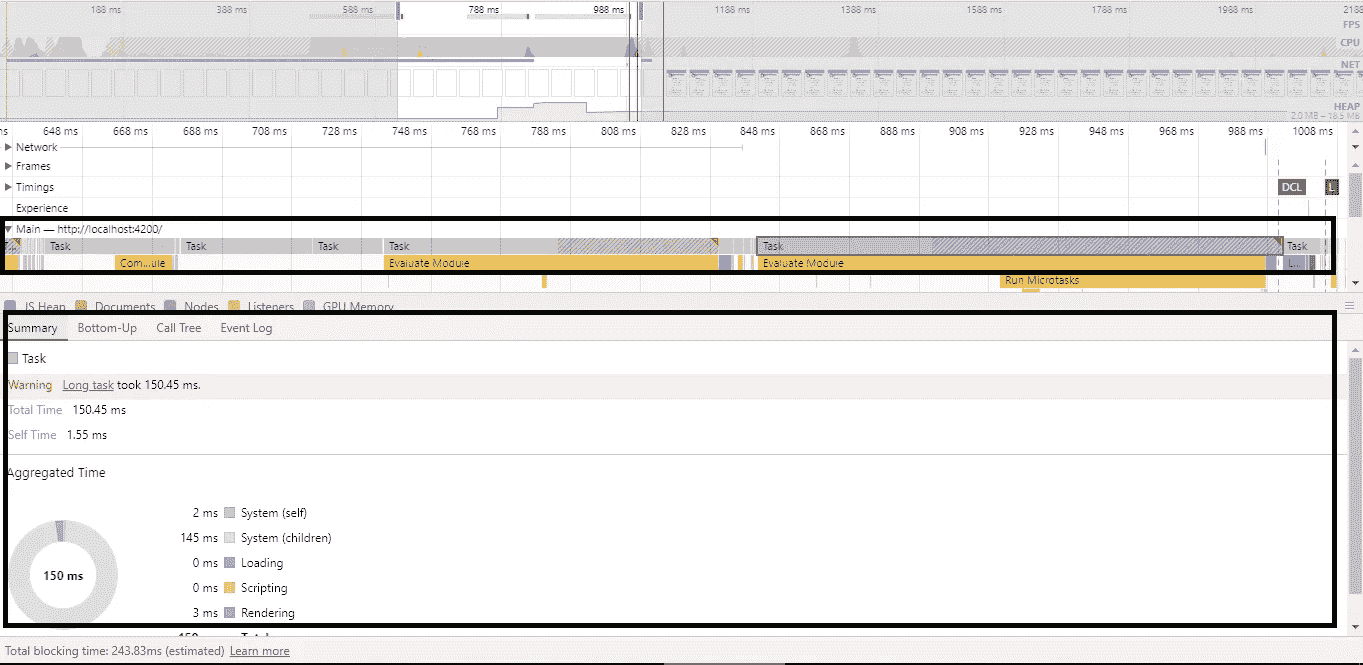 188 ms 388 ms 588 ms 788 ms 988 ms 1188 ms 1388 ms 1588 ms 1788 ms 1988 ms 2188
FPS
CPU
NET
HEAP
2.0 MB – 18.5 MB
ms 648 ms 668 ms 688 ms 708 ms 728 ms 748 ms 768 ms 788 ms 808 ms 828 ms 848 ms 868 ms 888 ms 908 ms 928 ms 948 ms 968 ms 988 ms 1008 ms
Network
Frames
Timings DCL L
Experience
Main — http://localhost:4200/
T... Task Task Task Task Task Task
Com...ule Evaluate Module Evaluate Module L...
Run Microtasks
JS Heap Documents Nodes Listeners GPU Memory
Summary Bottom-Up Call Tree Event Log
Task
Warning Long task took 150.45 ms.
Total Time 150.45 ms
Self Time 1.55 ms
Aggregated Time
2 ms System (self)
145 ms System (children)
0 ms Loading
150 ms
0 ms Scripting
3 ms Rendering
150 ms Total
Total blocking time: 243.83ms (estimated) Learn more